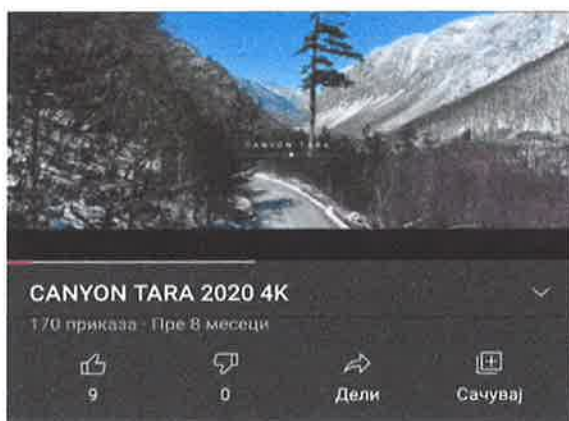 CANYON TARA
CANYON TARA 2020 4K
170 приказа · Пре 8 месеци
9
0
Дели
Сачувај